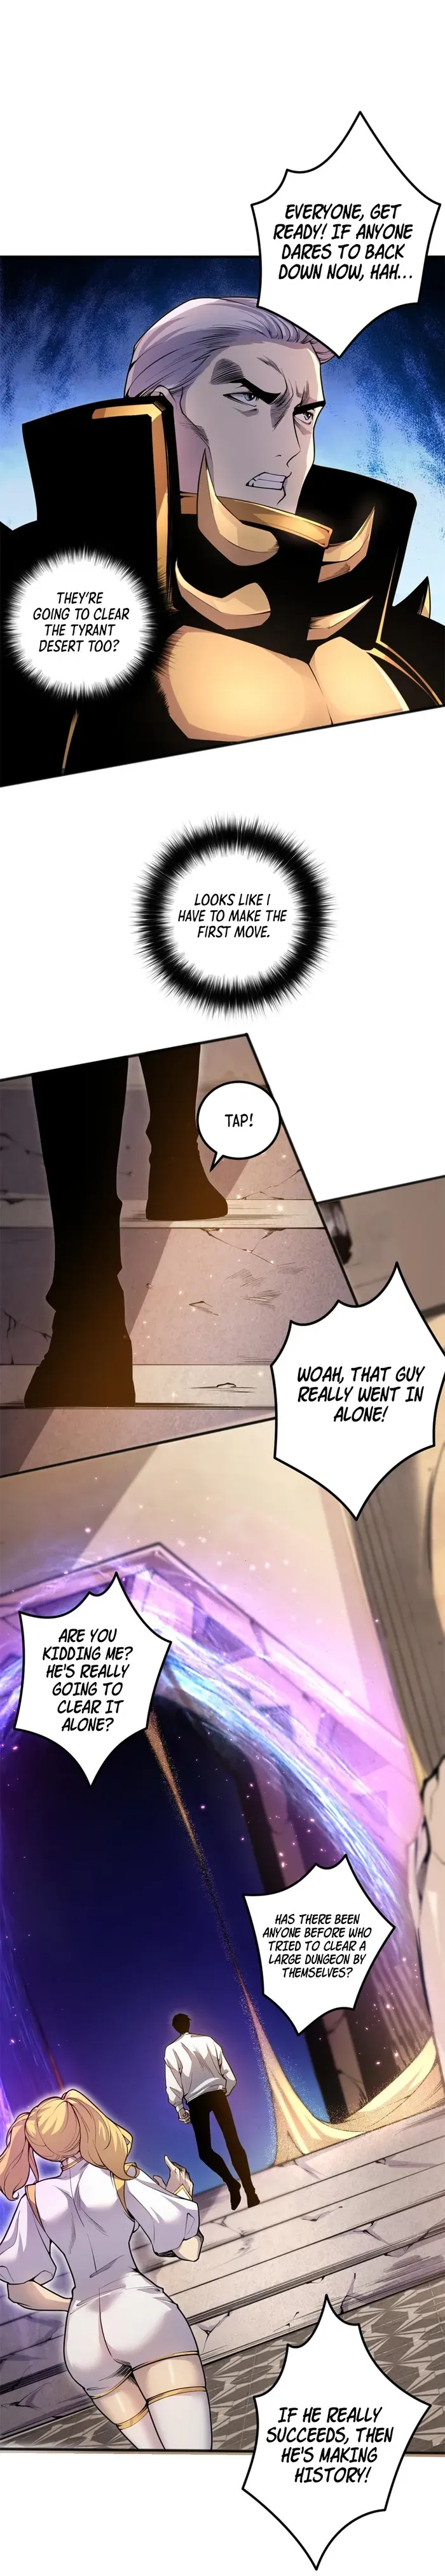 EVERYONE, GET
READY! IF ANYONE
DARES TO BACK
DOWN NOW, HAH...
THEY'RE
GOING TO CLEAR
THE TYRANT
DESERT TOO?
LOOKS LIKE I
HAVE TO MAKE THE
FIRST MOVE.
TAP!
WOAH, THAT GUY
REALLY WENT IN
ALONE!
ARE YOU
KIDDING ME?
HE'S REALLY
GOING TO
CLEAR IT
ALONE?
HAS THERE BEEN
ANYONE BEFORE WHO
TRIED TO CLEAR A
LARGE DUNGEON BY
THEMSELVES?
IF HE REALLY
SUCCEEDS, THEN
HE'S MAKING
HISTORY!